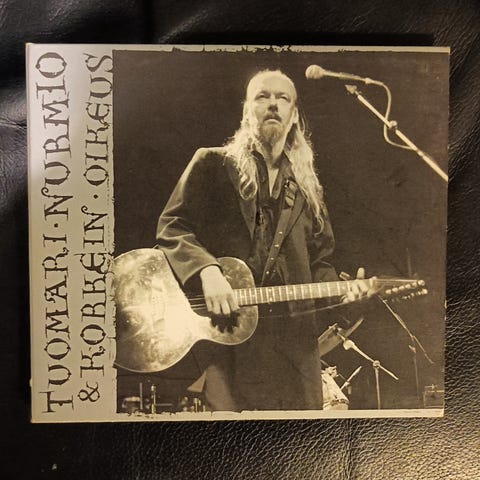 TUOMARI · NURMIO
& KORKEIN · OIKEUS